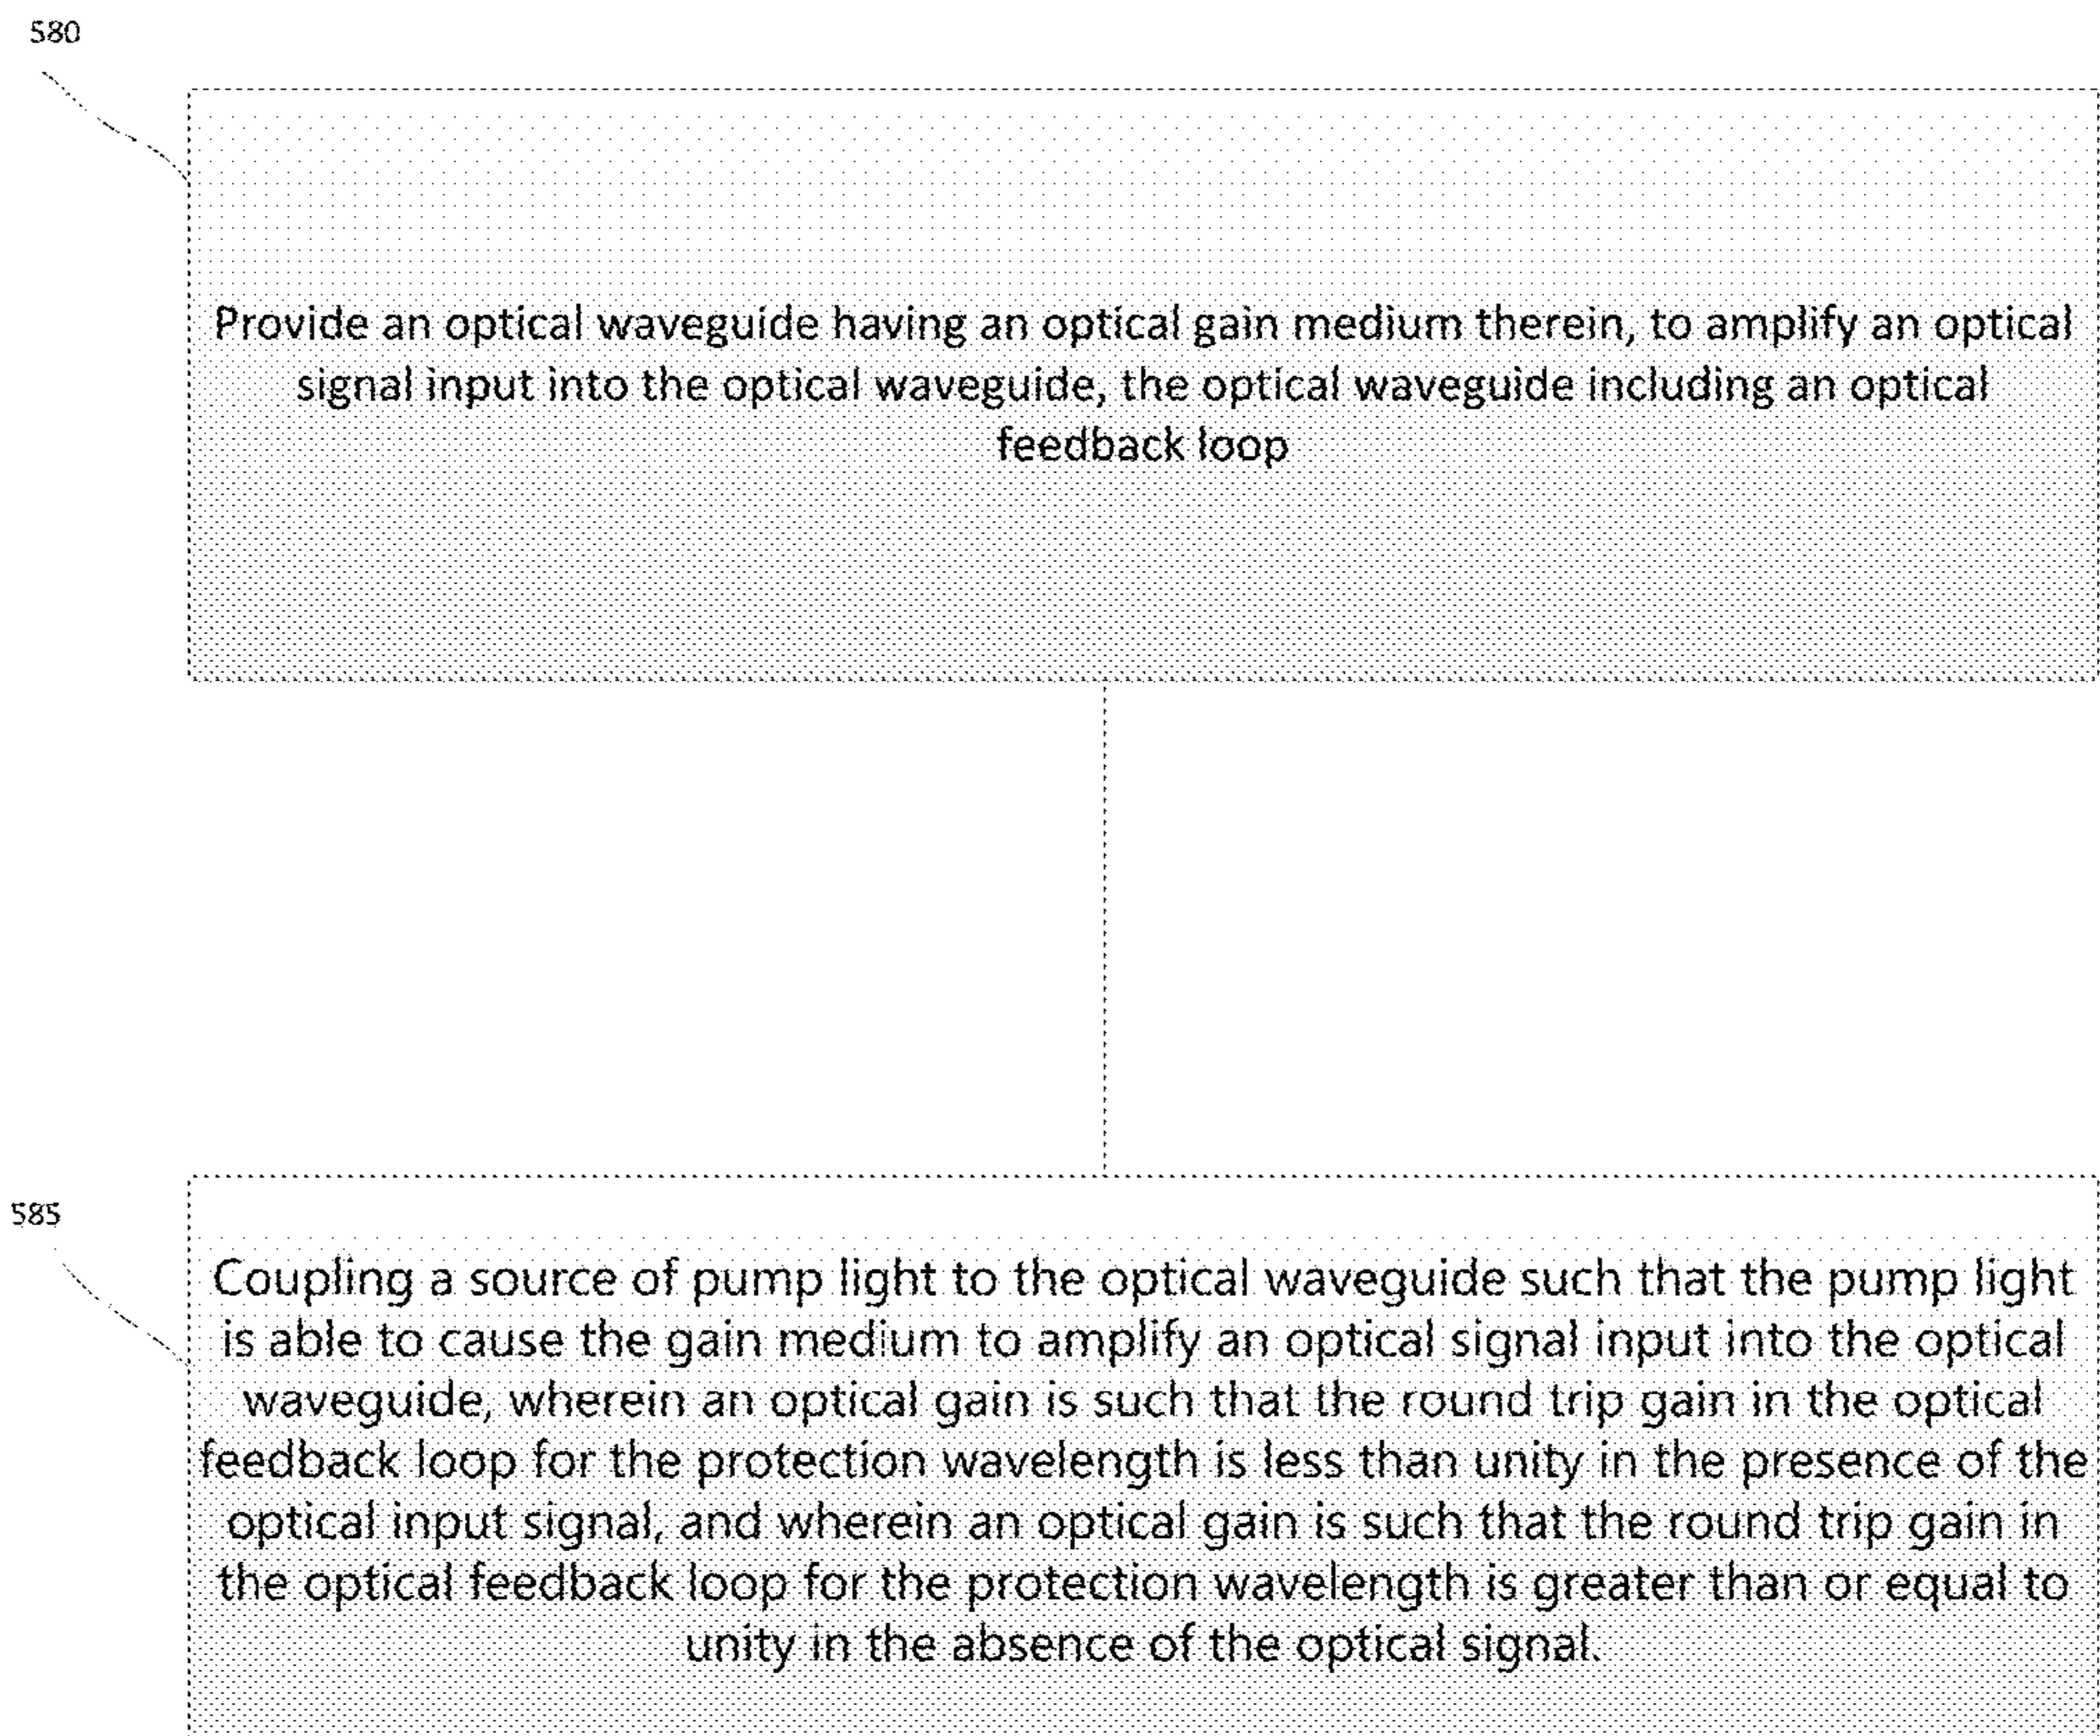 580
Provide an optical waveguide having an optical gain medium therein, to amplify an optical
signal input into the optical waveguide, the optical waveguide including an optical
feedback loop
585
Coupling a source of pump light to the optical waveguide such that the pump light
is able to cause the gain medium to amplify an optical signal input into the optical
waveguide, wherein an optical gain is such that the round trip gain in the optical
feedback loop for the protection wavelength is less than unity in the presence of the
optical input signal, and wherein an optical gain is such that the round trip gain in
the optical feedback loop for the protection wavelength is greater than or equal to
unity in the absence of the optical signal.